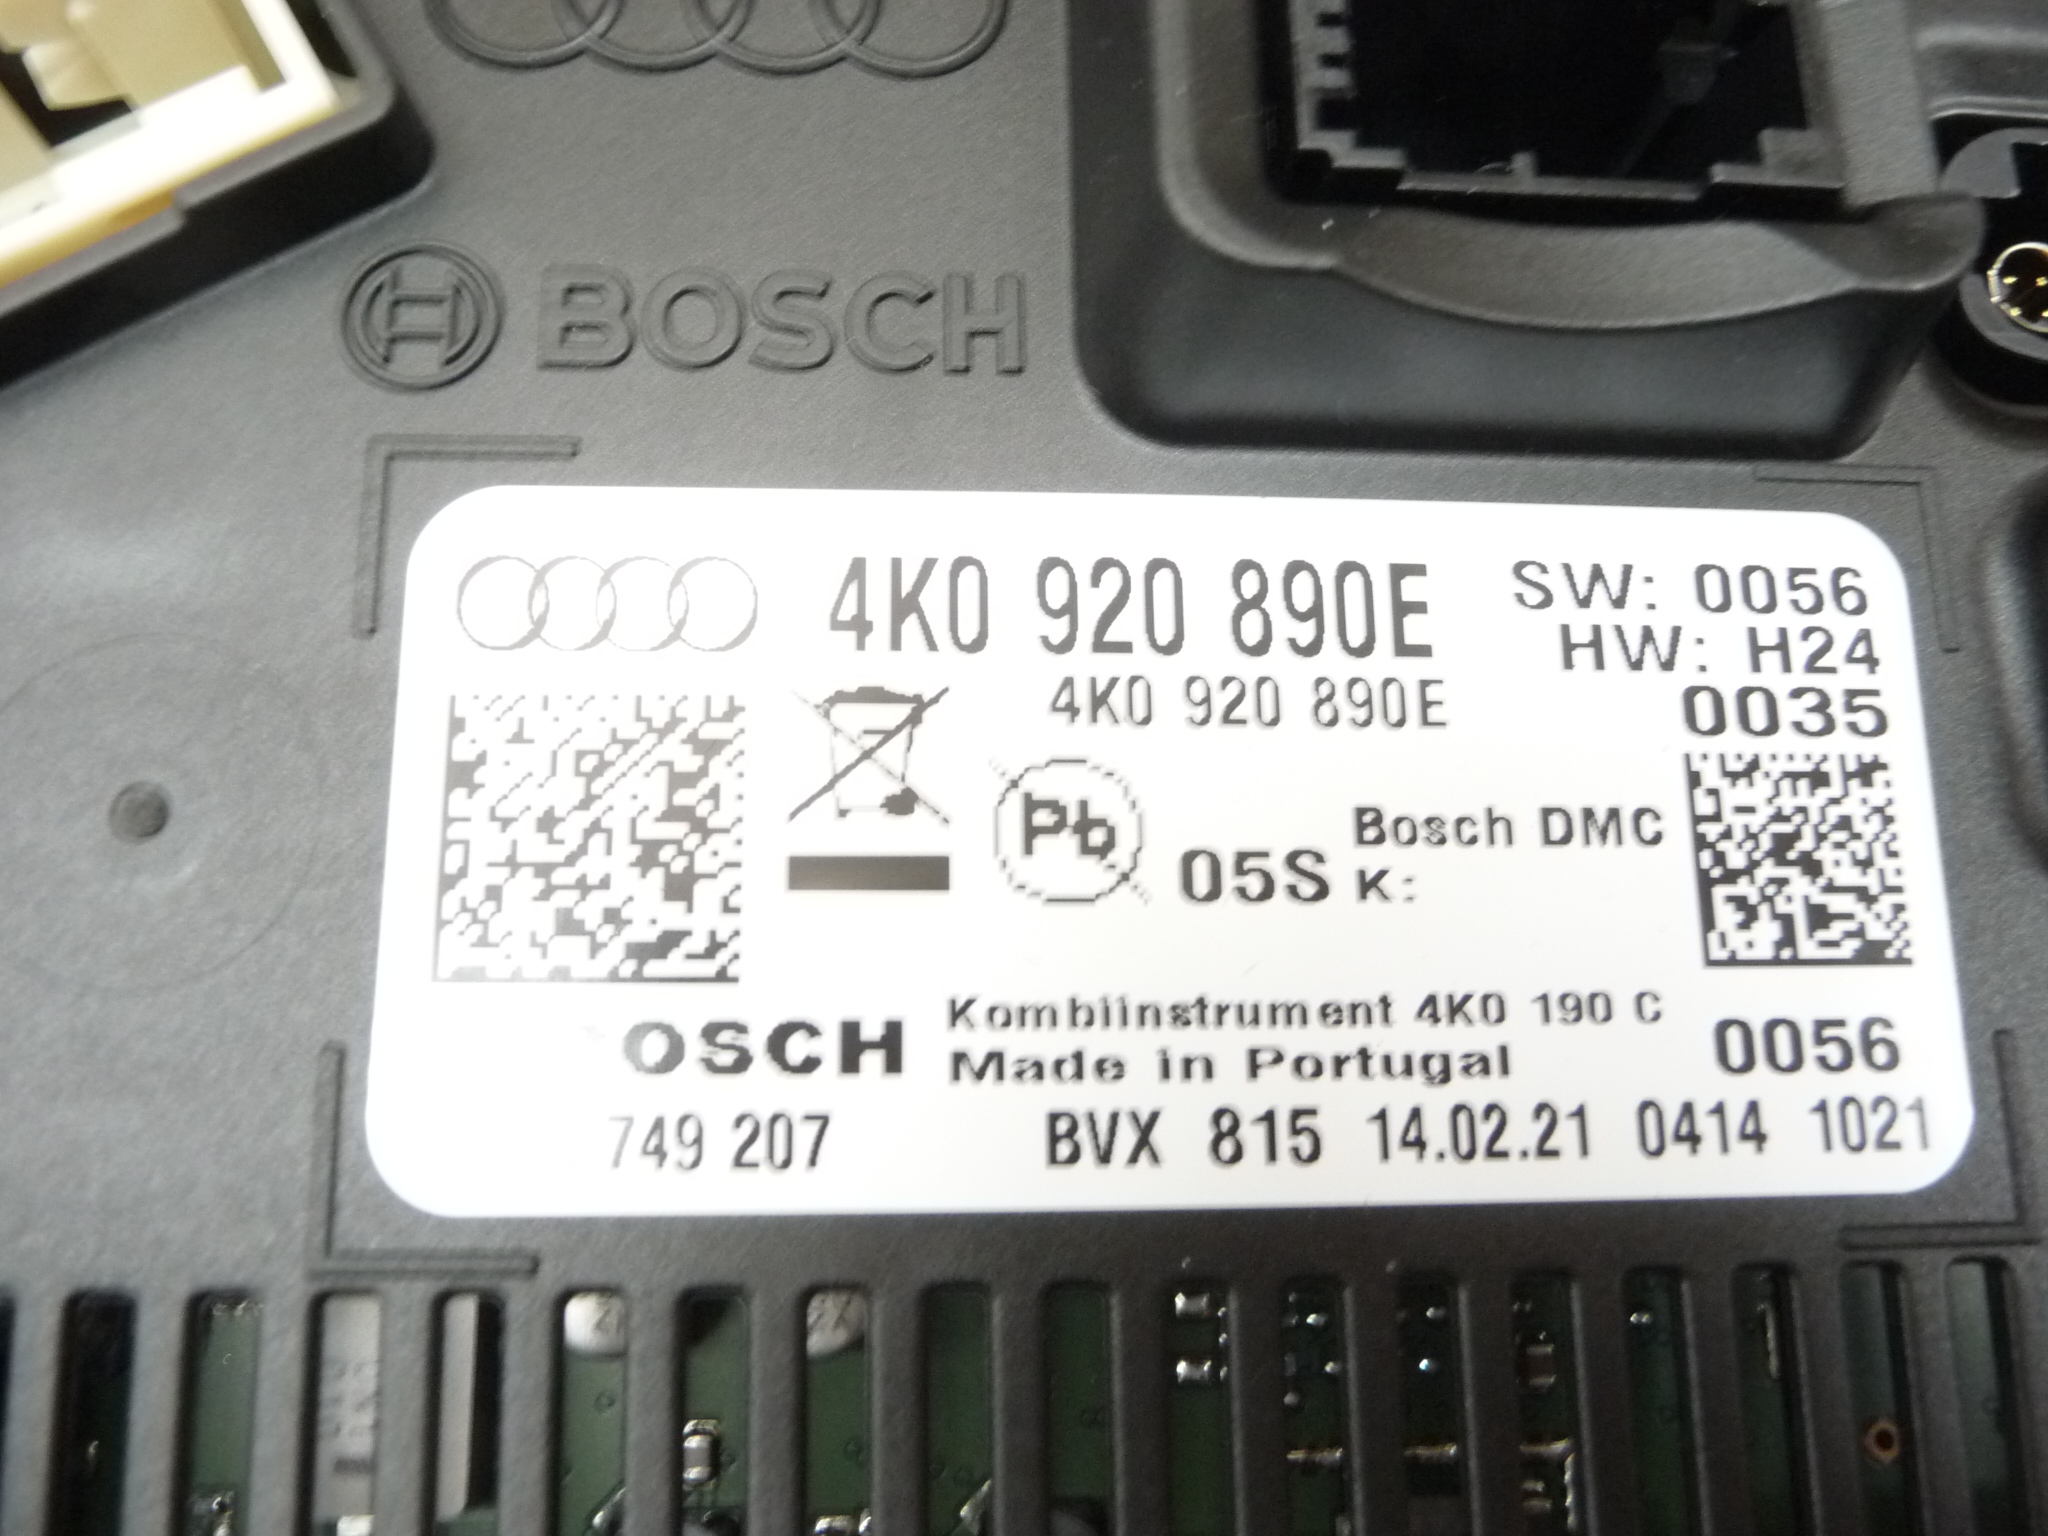 BOSCH
4K0 920 890E
SW: 0056
HW: H24
4K0 920 890E
0035
Pb
05S
Bosch DMC
K:
OSCH
Kombiinstrument 4K0 190 C
Made in Portugal
0056
749 207
BVX 815 14.02.21 0414 1021